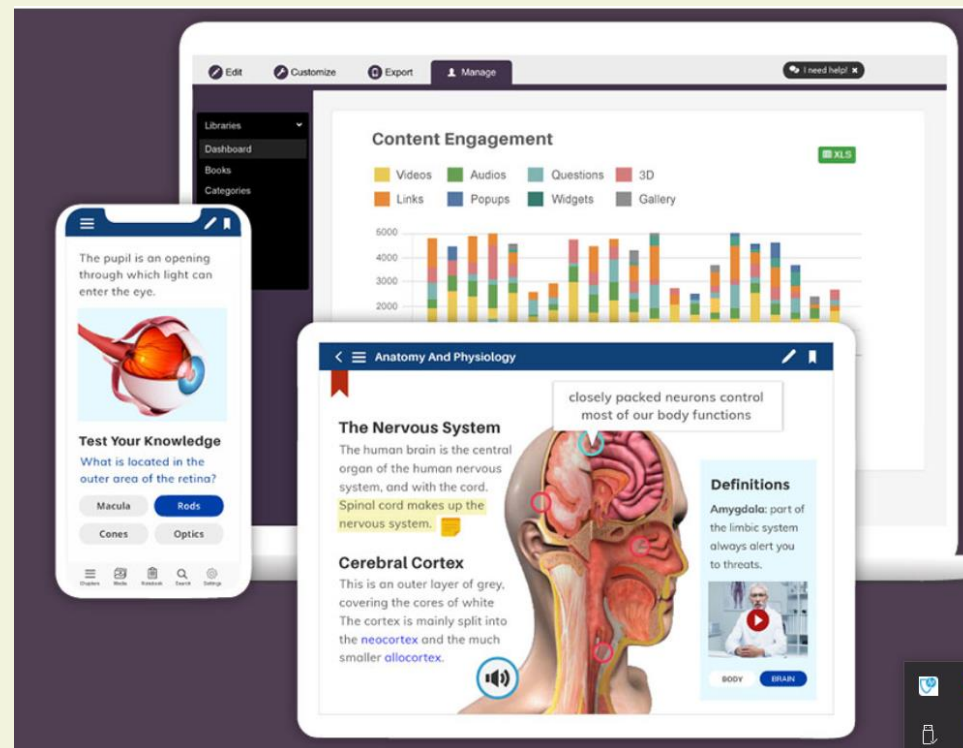 Edit
Customize
Export
Manage
I need help! x
Libraries
Dashboard
Books
Categories
Content Engagement
XLS
Videos
Audios
Questions
3D
Links
Popups
Widgets
Gallery
6000
4000
3000
2000
The pupil is an opening
through which light can
enter the eye.
Test Your Knowledge
What is located in the
outer area of the retina?
Macula
Rods
Cones
Optics
Chapters
Media
Notebook
Search
Settings
Anatomy And Physiology
closely packed neurons control
most of our body functions
The Nervous System
The human brain is the central
organ of the human nervous
system, and with the cord.
Spinal cord makes up the
nervous system.
Cerebral Cortex
This is an outer layer of grey,
covering the cores of white
The cortex is mainly split into
the neocortex and the much
smaller allocortex.
Definitions
Amygdala: part of
the limbic system
always alert you
to threats.
BODY
BRAIN